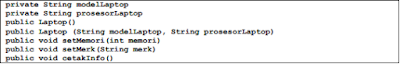 private String modelLaptop
private String prosesorLaptop
public Laptop()
public Laptop (String modelLaptop, String prosesorLaptop)
public void setMemori(int memori)
public void setMerk(String merk)
public void cetakInfo()